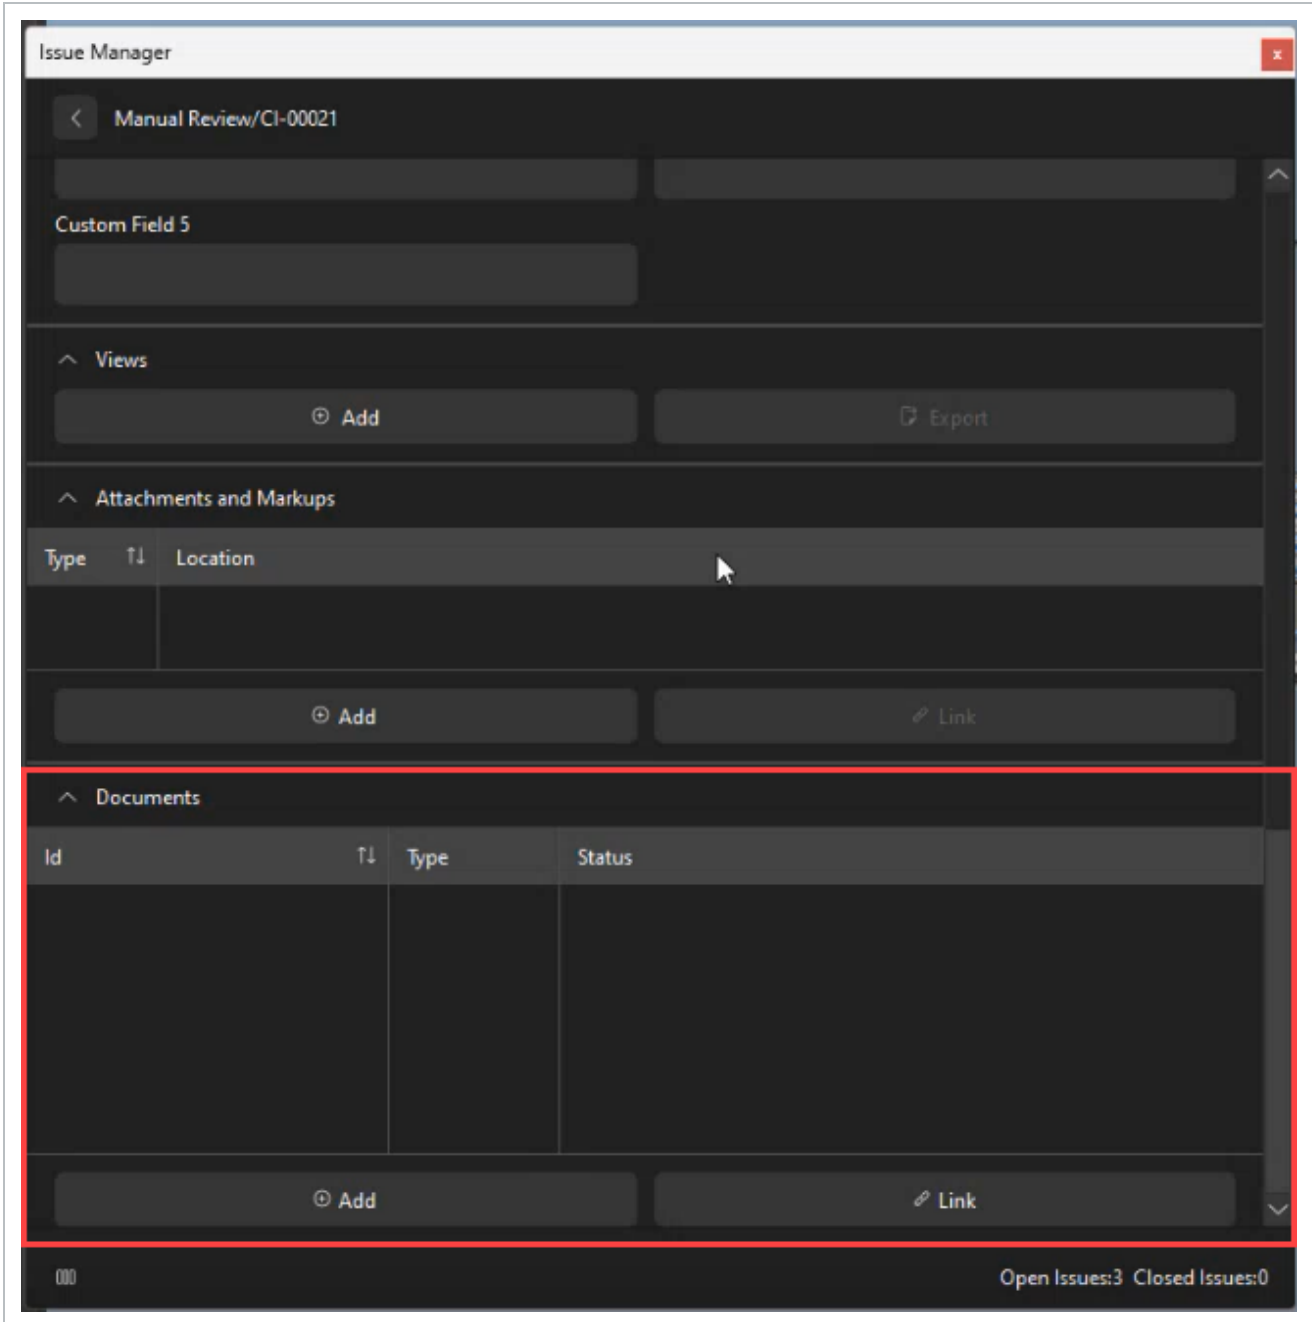 Issue Manager
x
Manual Review/CI-00021
Custom Field 5
Views
Add Export
Attachments and Markups
Type Location
Add Link
Documents
Id Type Status
Add Link
Open Issues:3 Closed Issues:0